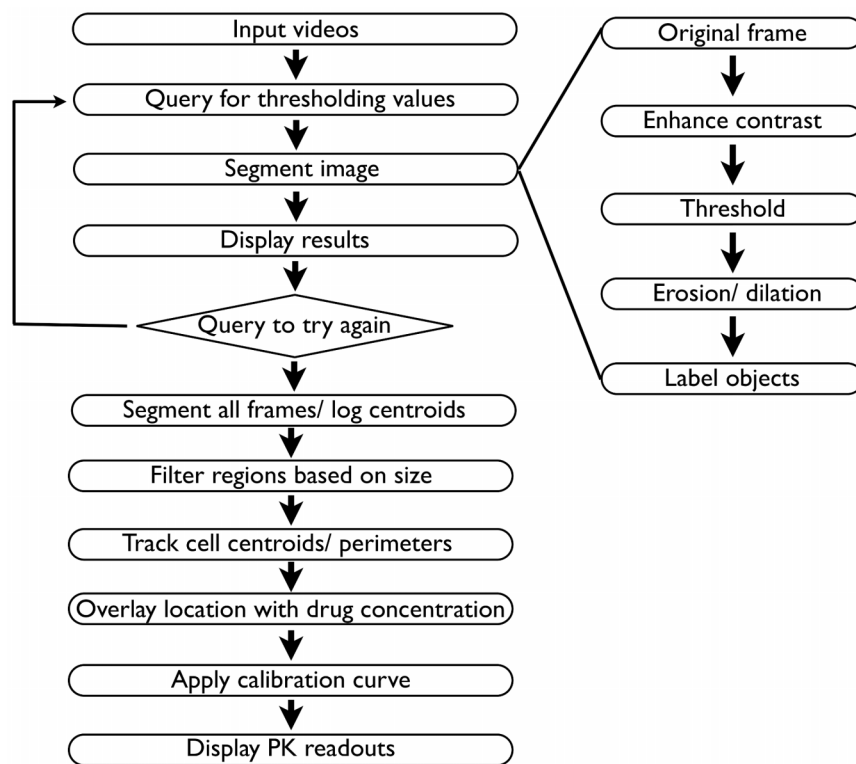 Input videos
Query for thresholding values
Segment image
Display results
Query to try again
Segment all frames/ log centroids
Filter regions based on size
Track cell centroids/ perimeters
Overlay location with drug concentration
Apply calibration curve
Display PK readouts
Original frame
Enhance contrast
Threshold
Erosion/ dilation
Label objects